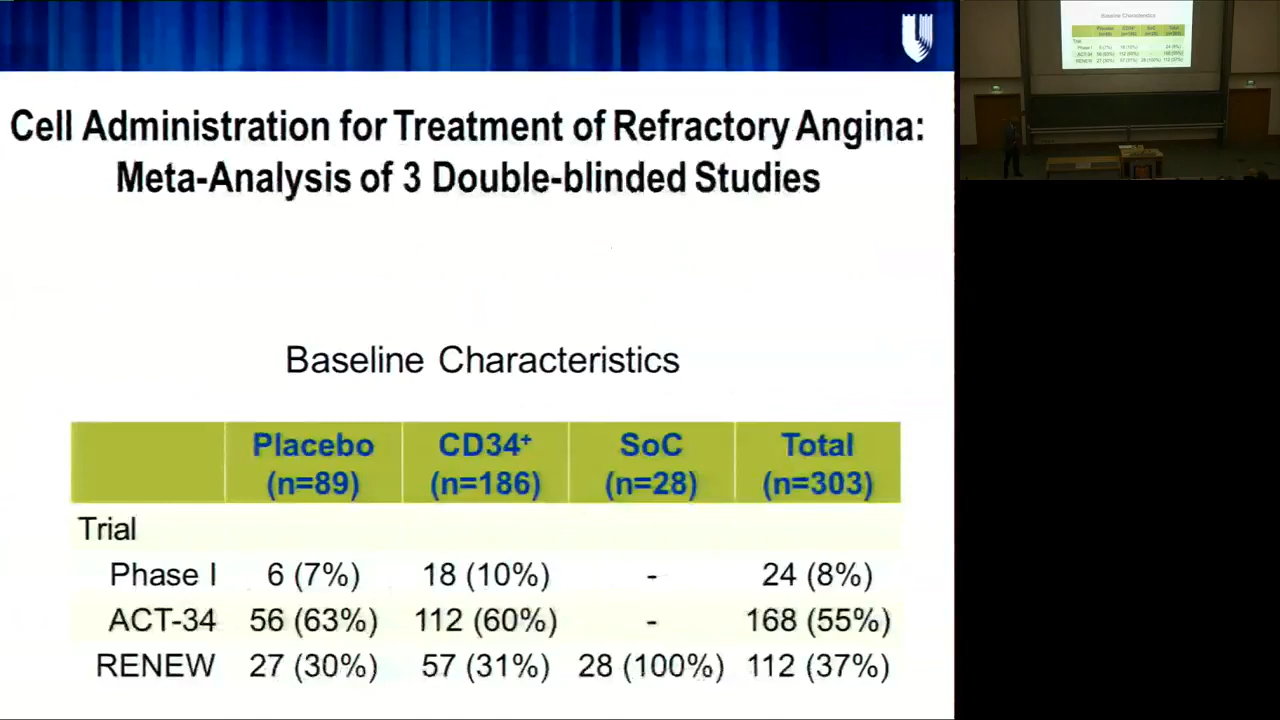 Cell Administration for Treatment of Refractory Angina:
Meta-Analysis of 3 Double-blinded Studies
Baseline Characteristics
Placebo (n=89) CD34+ (n=186) SoC (n=28) Total (n=303)
Trial
Phase I 6 (7%) 18 (10%) - 24 (8%)
ACT-34 56 (63%) 112 (60%) - 168 (55%)
RENEW 27 (30%) 57 (31%) 28 (100%) 112 (37%)
Baseline Characteristics